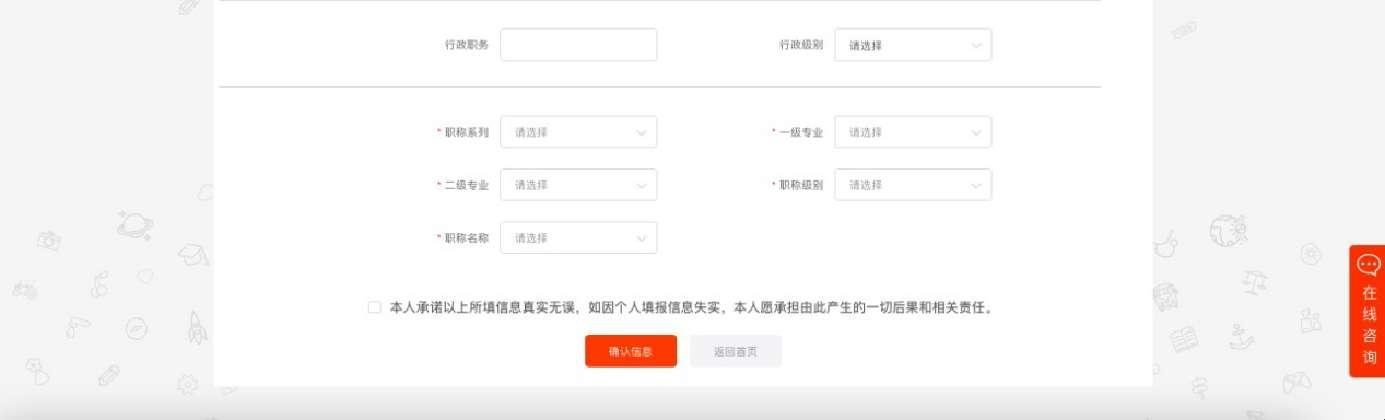 行政职务 行政级别 请选择
* 职称系列 请选择 * 一级专业 请选择
* 二级专业 请选择 * 职称级别 请选择
* 职称名称 请选择
本人承诺以上所填信息真实无误，如因个人填报信息失实，本人愿承担由此产生的一切后果和相关责任。
确认信息 返回首页
在线咨询